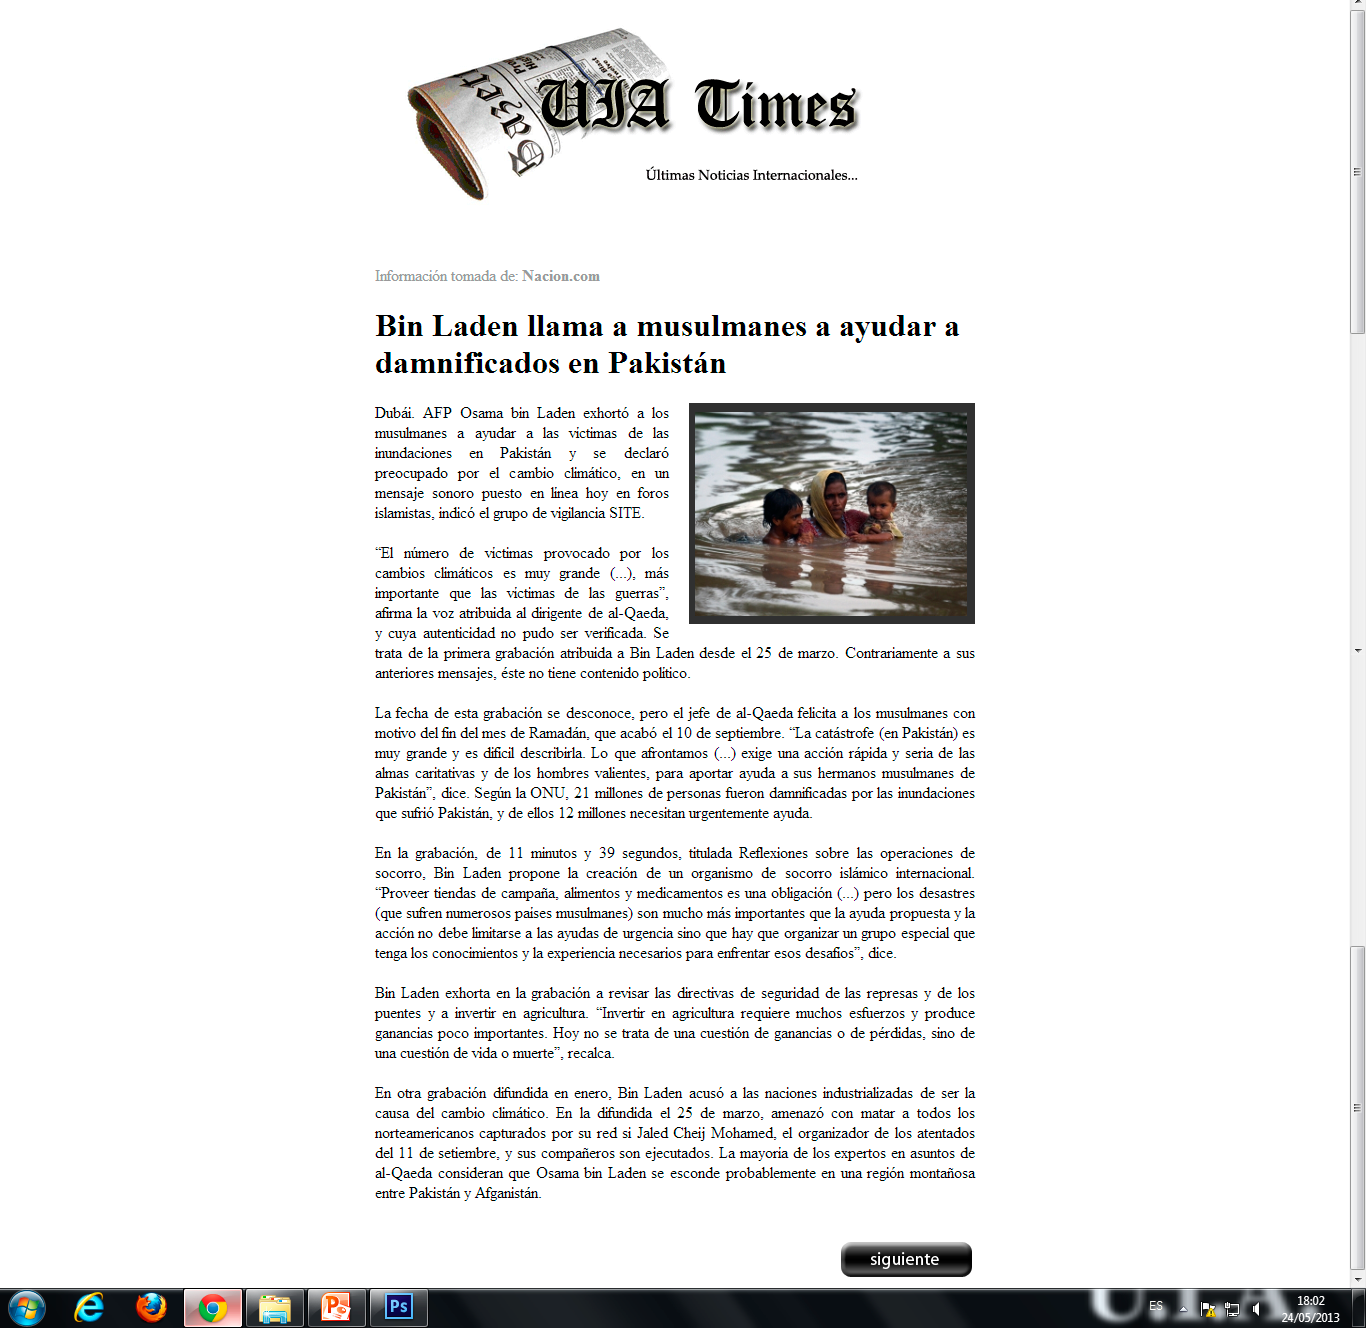 UIA Times
Últimas Noticias Internacionales...
Información tomada de: Nacion.com
Bin Laden llama a musulmanes a ayudar a
damnificados en Pakistán
Dubái. AFP Osama bin Laden exhortó a los
musulmanes a ayudar a las víctimas de las
inundaciones en Pakistán y se declaró
preocupado por el cambio climático, en un
mensaje sonoro puesto en línea hoy en foros
islamistas, indicó el grupo de vigilancia SITE.
“El número de víctimas provocado por los
cambios climáticos es muy grande (...), más
importante que las víctimas de las guerras”,
afirma la voz atribuida al dirigente de al-Qaeda,
y cuya autenticidad no pudo ser verificada. Se
trata de la primera grabación atribuida a Bin Laden desde el 25 de marzo. Contrariamente a sus
anteriores mensajes, éste no tiene contenido político.
La fecha de esta grabación se desconoce, pero el jefe de al-Qaeda felicita a los musulmanes con
motivo del fin del mes de Ramadán, que acabó el 10 de septiembre. “La catástrofe (en Pakistán) es
muy grande y es difícil describirla. Lo que afrontamos (...) exige una acción rápida y seria de las
almas caritativas y de los hombres valientes, para aportar ayuda a sus hermanos musulmanes de
Pakistán”, dice. Según la ONU, 21 millones de personas fueron damnificadas por las inundaciones
que sufrió Pakistán, y de ellos 12 millones necesitan urgentemente ayuda.
En la grabación, de 11 minutos y 39 segundos, titulada Reflexiones sobre las operaciones de
socorro, Bin Laden propone la creación de un organismo de socorro islámico internacional.
“Proveer tiendas de campaña, alimentos y medicamentos es una obligación (...) pero los desastres
(que sufren numerosos países musulmanes) son mucho más importantes que la ayuda propuesta y la
acción no debe limitarse a las ayudas de urgencia sino que hay que organizar un grupo especial que
tenga los conocimientos y la experiencia necesarios para enfrentar esos desafíos”, dice.
Bin Laden exhorta en la grabación a revisar las directivas de seguridad de las represas y de los
puentes y a invertir en agricultura. “Invertir en agricultura requiere muchos esfuerzos y produce
ganancias poco importantes. Hoy no se trata de una cuestión de ganancias o de pérdidas, sino de
una cuestión de vida o muerte”, recalca.
En otra grabación difundida en enero, Bin Laden acusó a las naciones industrializadas de ser la
causa del cambio climático. En la difundida el 25 de marzo, amenazó con matar a todos los
norteamericanos capturados por su red si Jaled Cheij Mohamed, el organizador de los atentados
del 11 de setiembre, y sus compañeros son ejecutados. La mayoría de los expertos en asuntos de
al-Qaeda consideran que Osama bin Laden se esconde probablemente en una región montañosa
entre Pakistán y Afganistán.
siguiente
Ps
ES
18:02
24/05/2013